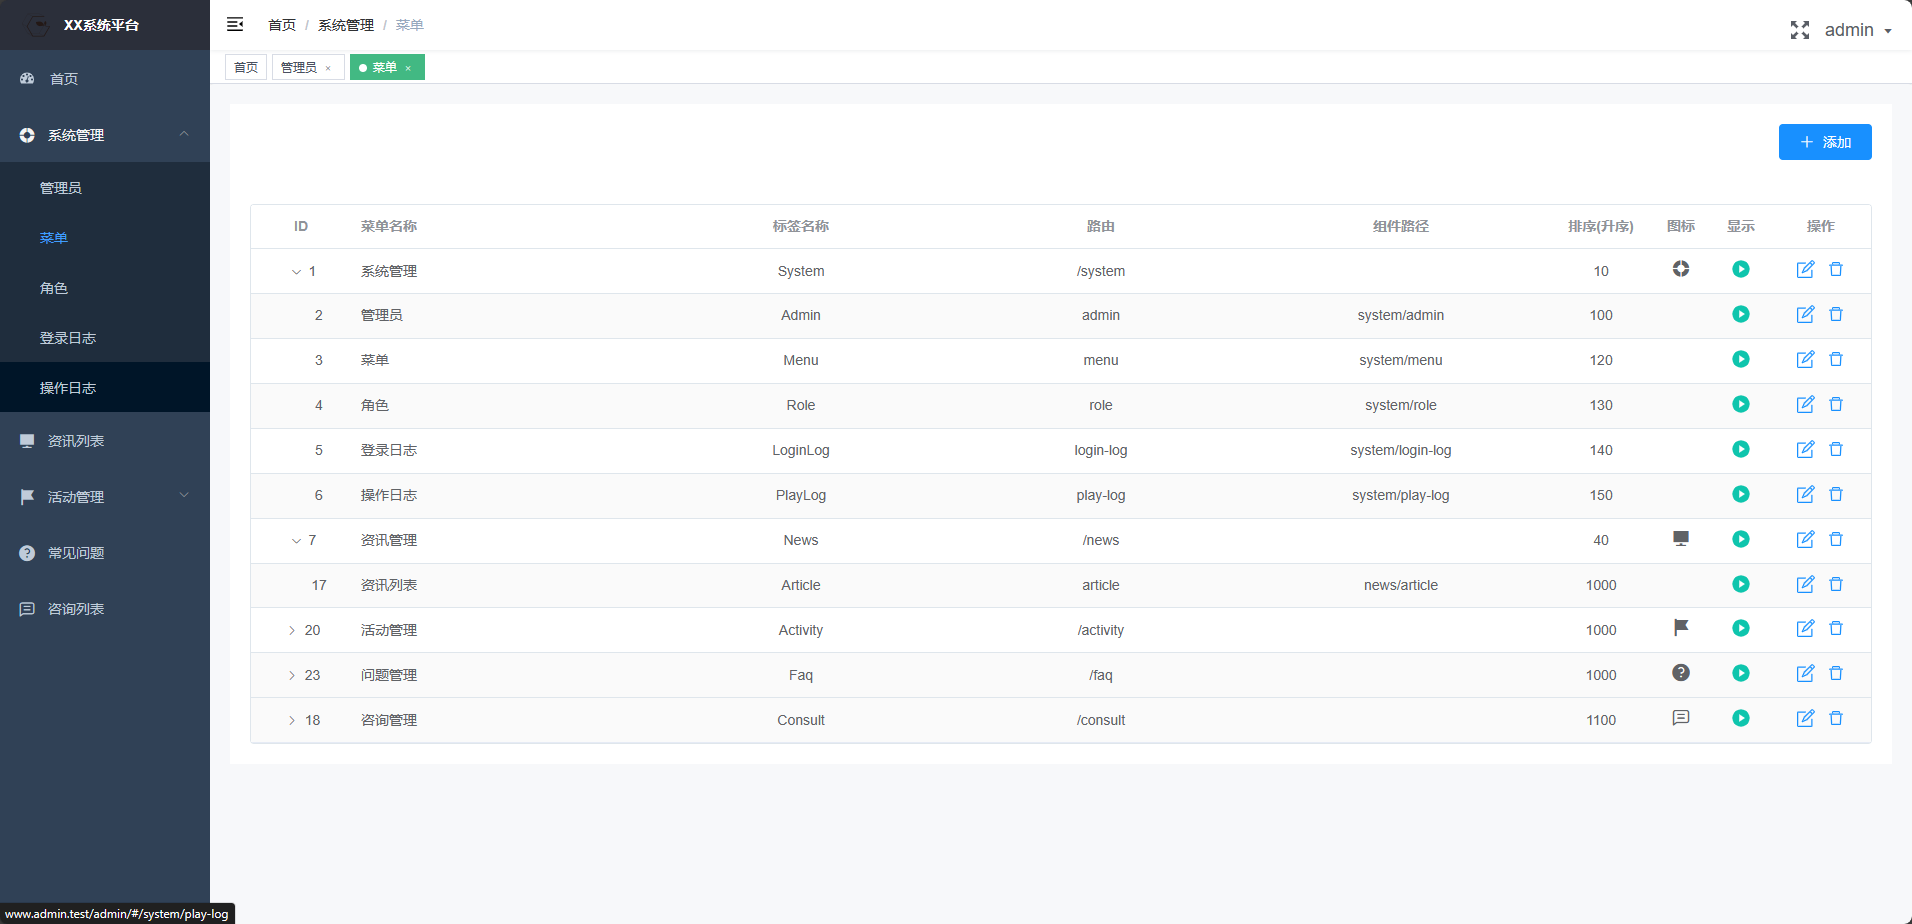 XX系统平台
首页
系统管理
管理员
菜单
角色
登录日志
操作日志
资讯列表
活动管理
常见问题
咨询列表
首页 / 系统管理 / 菜单
admin
首页 管理员 × 菜单 ×
添加
ID 菜单名称 标签名称 路由 组件路径 排序(升序) 图标 显示 操作
1 系统管理 System /system 10
2 管理员 Admin admin system/admin 100
3 菜单 Menu menu system/menu 120
4 角色 Role role system/role 130
5 登录日志 LoginLog login-log system/login-log 140
6 操作日志 PlayLog play-log system/play-log 150
7 资讯管理 News /news 40
17 资讯列表 Article article news/article 1000
20 活动管理 Activity /activity 1000
23 问题管理 Faq /faq 1000
18 咨询管理 Consult /consult 1100
www.admin.test/admin/#/system/play-log